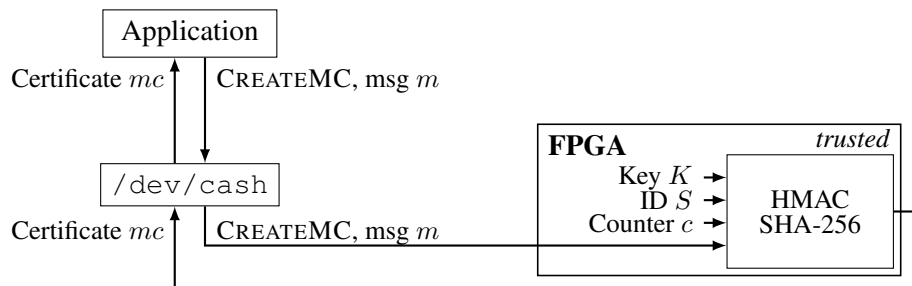 Application
Certificate mc
CREATEMC, msg m
trusted
FPGA
Key K
/dev/cash
ID S
HMAC
SHA-256
Counter c
Certificate mc
CREATEMC, msg m